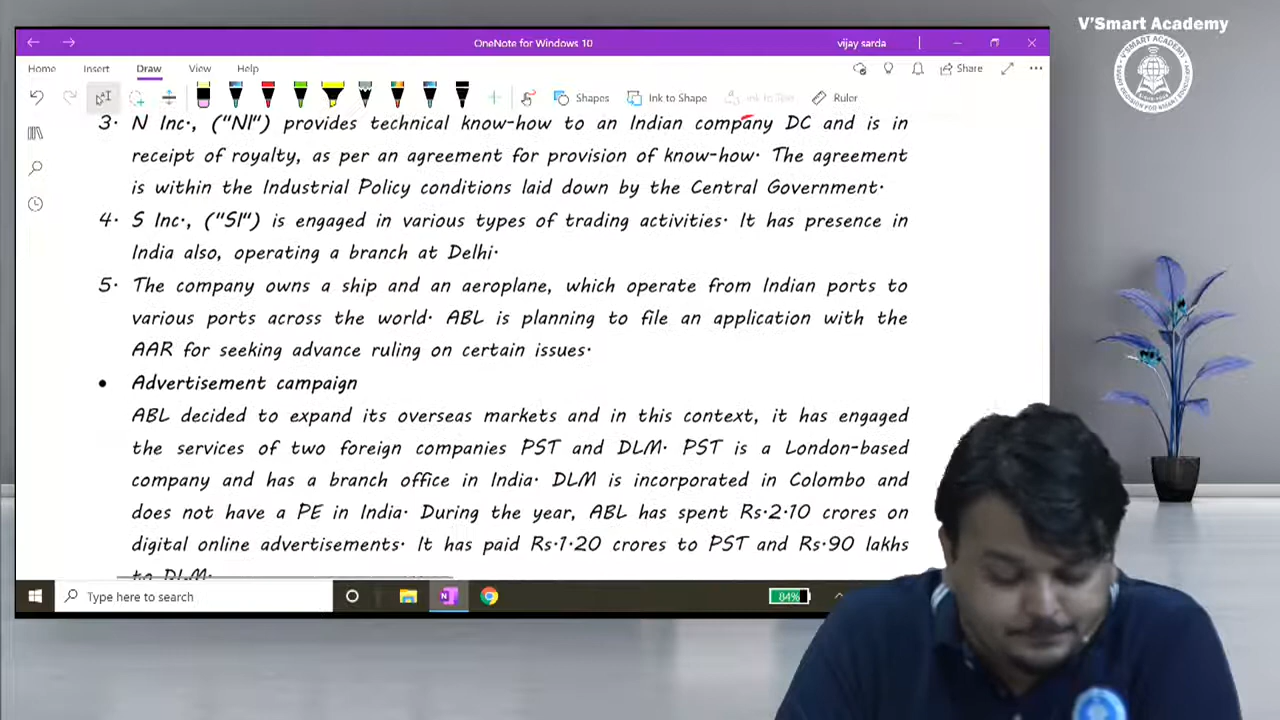 V'Smart Academy
OneNote for Windows 10
vijay sarda
Home Insert Draw View Help
Share
Shapes Ink to Shape Ink to Text Ruler
3. N Inc., ("NI") provides technical know-how to an Indian company DC and is in
receipt of royalty, as per an agreement for provision of know-how. The agreement
is within the Industrial Policy conditions laid down by the Central Government.
4. S Inc., ("SI") is engaged in various types of trading activities. It has presence in
India also, operating a branch at Delhi.
5. The company owns a ship and an aeroplane, which operate from Indian ports to
various ports across the world. ABL is planning to file an application with the
AAR for seeking advance ruling on certain issues.
• Advertisement campaign
ABL decided to expand its overseas markets and in this context, it has engaged
the services of two foreign companies PST and DLM. PST is a London-based
company and has a branch office in India. DLM is incorporated in Colombo and
does not have a PE in India. During the year, ABL has spent Rs.2.10 crores on
digital online advertisements. It has paid Rs.1.20 crores to PST and Rs.90 lakhs
to DLM.
Type here to search
84%